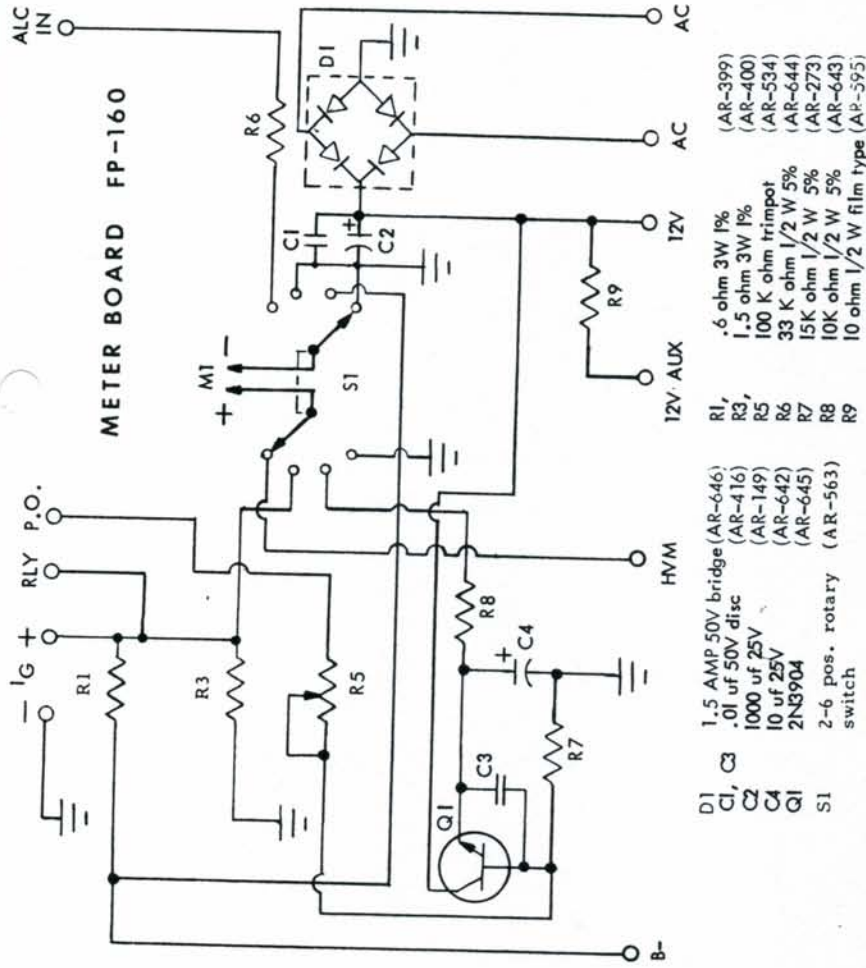 METER BOARD FP-160
ALC
IN
P.O.
RLY
+
− IG
R1
R3
R5
R6
D1
C1
C2
+
M1
+ −
S1
R8
R9
Q1
C3
C4
+
R7
B-
HVM
12V AUX
12V
AC
AC
D1 1.5 AMP 50V bridge (AR-646)
C1, C3 .01 uf 50V disc (AR-416)
C2 1000 uf 25V (AR-149)
C4 10 uf 25V (AR-642)
Q1 2N3904 (AR-645)
S1 2-6 pos. rotary (AR-563)
switch
R1, .6 ohm 3W 1% (AR-399)
R3, 1.5 ohm 3W 1% (AR-400)
R5 100 K ohm trimpot (AR-534)
R6 33 K ohm 1/2 W 5% (AR-644)
R7 15K ohm 1/2 W 5% (AR-273)
R8 10K ohm 1/2 W 5% (AR-643)
R9 10 ohm 1/2 W film type (AR-595)